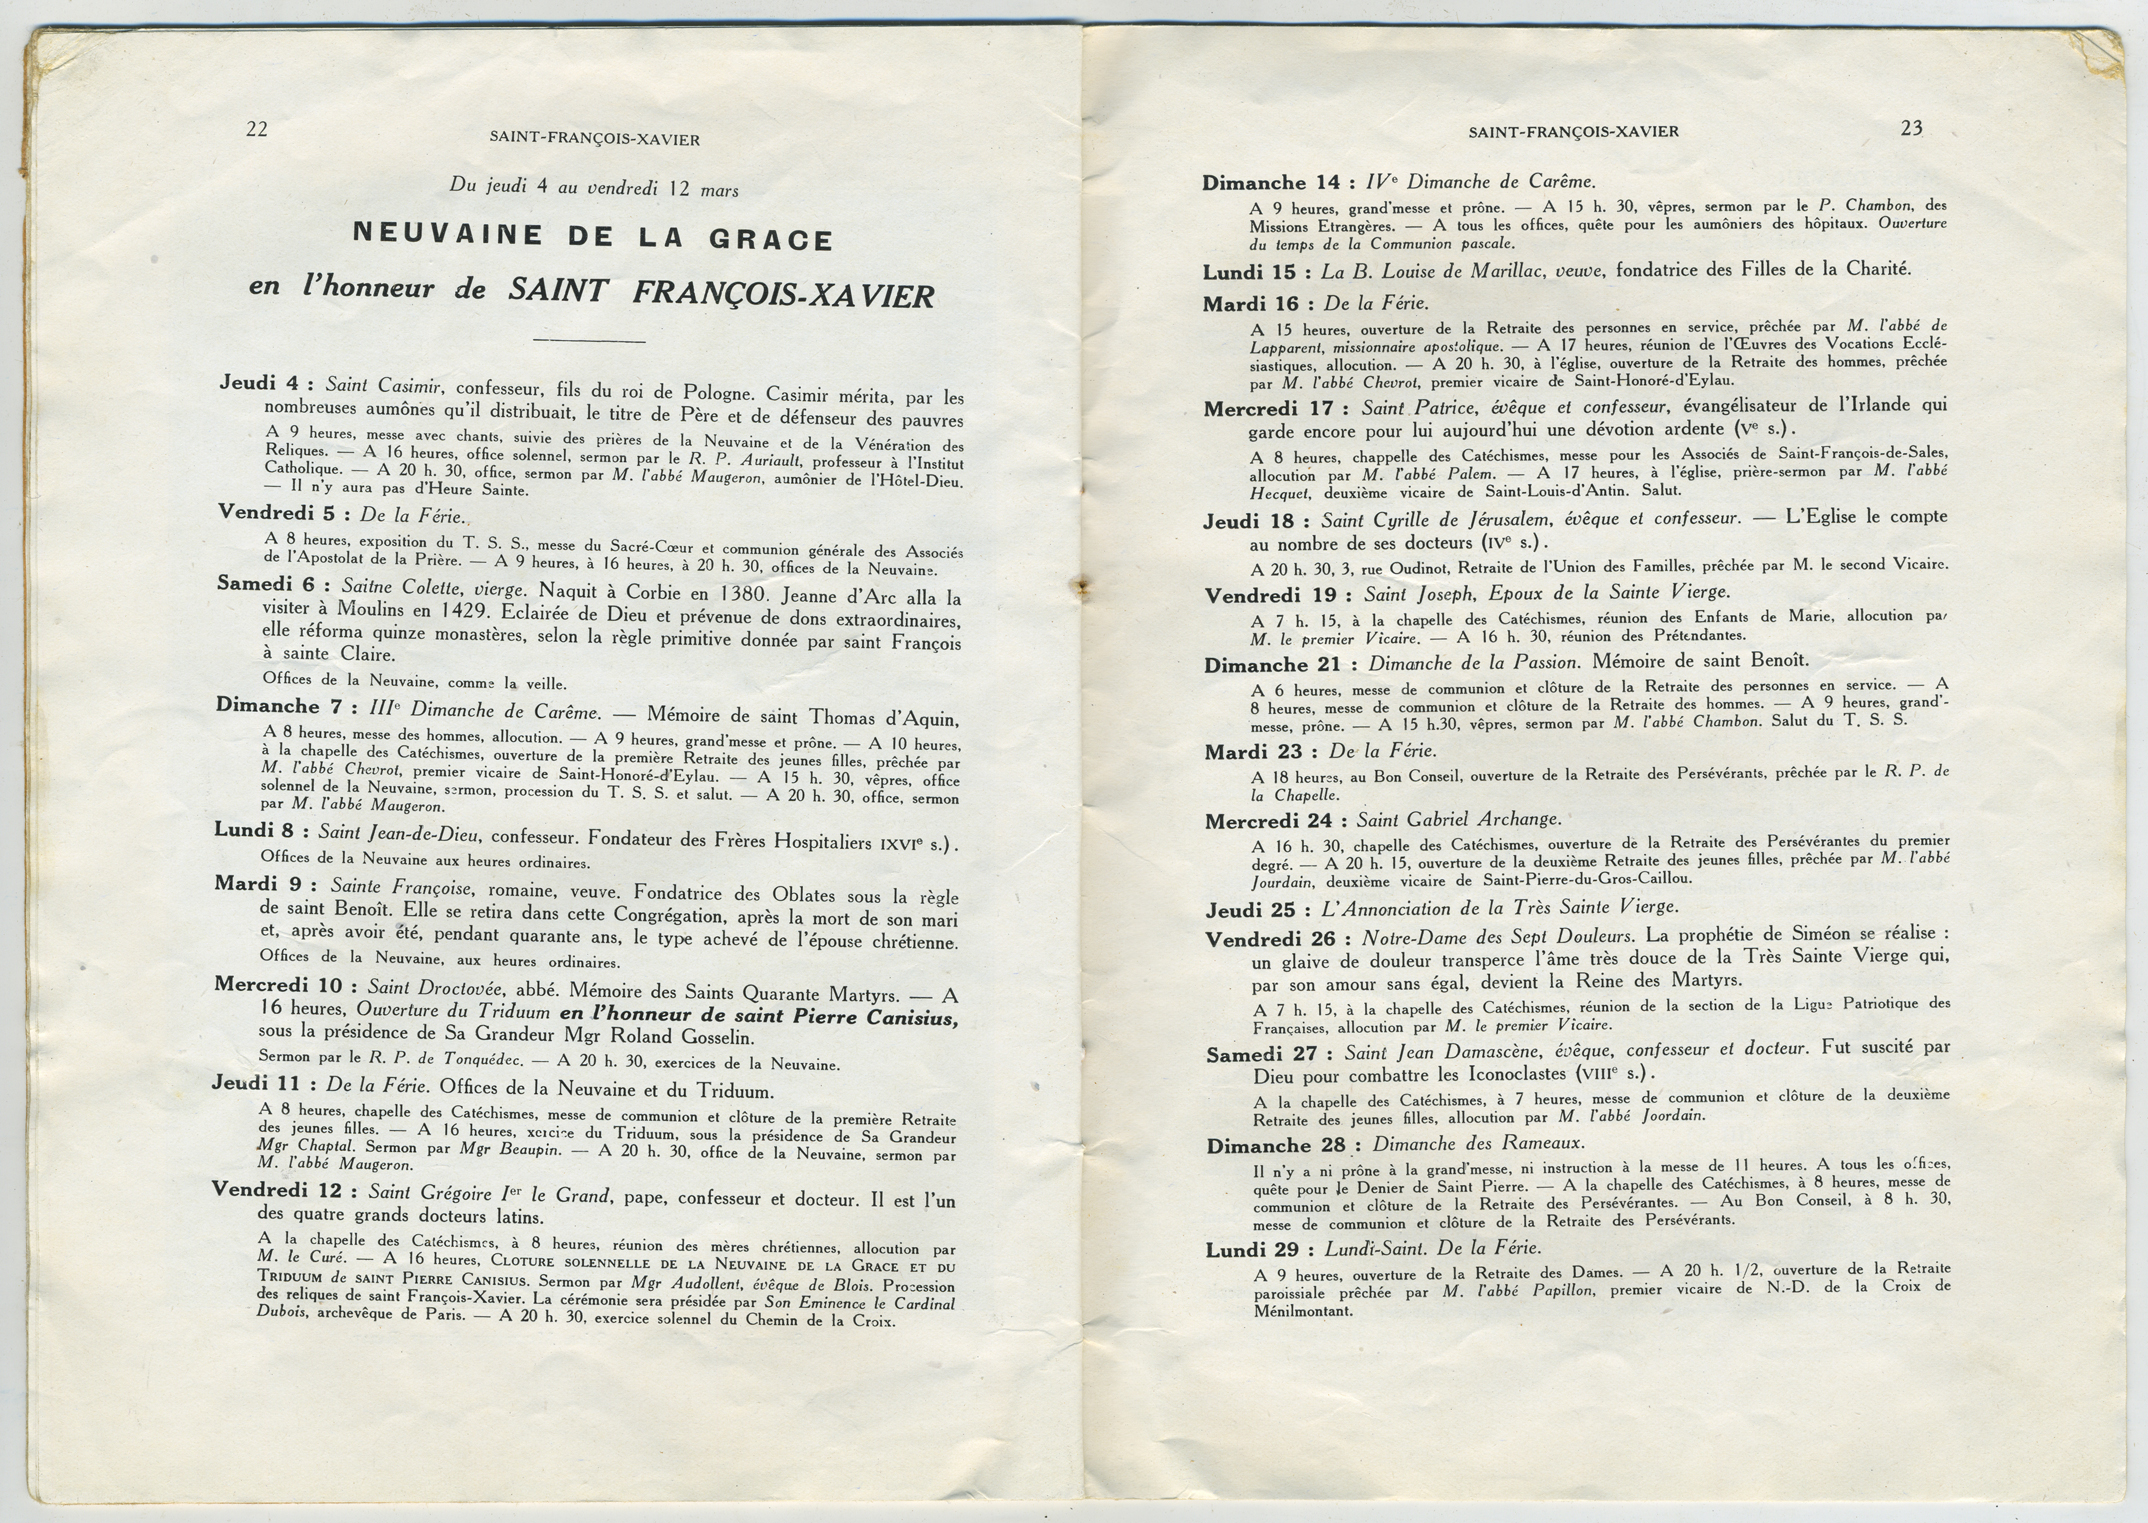 22
SAINT-FRANÇOIS-XAVIER
Du jeudi 4 au vendredi 12 mars
NEUVAINE DE LA GRACE
en l'honneur de SAINT FRANÇOIS-XAVIER
Jeudi 4 : Saint Casimir, confesseur, fils du roi de Pologne. Casimir mérita, par les
nombreuses aumônes qu'il distribuait, le titre de Père et de défenseur des pauvres
A 9 heures, messe avec chants, suivie des prières de la Neuvaine et de la Vénération des
Reliques. — A 16 heures, office solennel, sermon par le R. P. Auriault, professeur à l'Institut
Catholique. — A 20 h. 30, office, sermon par M. l'abbé Maugeron, aumônier de l'Hôtel-Dieu.
— Il n'y aura pas d'Heure Sainte.
Vendredi 5 : De la Férie.
A 8 heures, exposition du T. S. S., messe du Sacré-Cœur et communion générale des Associés
de l'Apostolat de la Prière. — A 9 heures, à 16 heures, à 20 h. 30, offices de la Neuvaine.
Samedi 6 : Saitne Colette, vierge. Naquit à Corbie en 1380. Jeanne d'Arc alla la
visiter à Moulins en 1429. Eclairée de Dieu et prévenue de dons extraordinaires,
elle réforma quinze monastères, selon la règle primitive donnée par saint François
à sainte Claire.
Offices de la Neuvaine, comme la veille.
Dimanche 7 : IIIe Dimanche de Carême. — Mémoire de saint Thomas d'Aquin,
A 8 heures, messe des hommes, allocution. — A 9 heures, grand'messe et prône. — A 10 heures,
à la chapelle des Catéchismes, ouverture de la première Retraite des jeunes filles, prêchée par
M. l'abbé Chevrot, premier vicaire de Saint-Honoré-d'Eylau. — A 15 h. 30, vêpres, office
solennel de la Neuvaine, sermon, procession du T. S. S. et salut. — A 20 h. 30, office, sermon
par M. l'abbé Maugeron.
Lundi 8 : Saint Jean-de-Dieu, confesseur. Fondateur des Frères Hospitaliers IXVIe s.).
Offices de la Neuvaine aux heures ordinaires.
Mardi 9 : Sainte Françoise, romaine, veuve. Fondatrice des Oblates sous la règle
de saint Benoît. Elle se retira dans cette Congrégation, après la mort de son mari
et, après avoir été, pendant quarante ans, le type achevé de l'épouse chrétienne.
Offices de la Neuvaine, aux heures ordinaires.
Mercredi 10 : Saint Droctovée, abbé. Mémoire des Saints Quarante Martyrs. — A
16 heures, Ouverture du Triduum en l'honneur de saint Pierre Canisius,
sous la présidence de Sa Grandeur Mgr Roland Gosselin.
Sermon par le R. P. de Tonquédec. — A 20 h. 30, exercices de la Neuvaine.
Jeudi 11 : De la Férie. Offices de la Neuvaine et du Triduum.
A 8 heures, chapelle des Catéchismes, messe de communion et clôture de la première Retraite
des jeunes filles. — A 16 heures, xercice du Triduum, sous la présidence de Sa Grandeur
Mgr Chaptal. Sermon par Mgr Beaupin. — A 20 h. 30, office de la Neuvaine, sermon par
M. l'abbé Maugeron.
Vendredi 12 : Saint Grégoire Ier le Grand, pape, confesseur et docteur. Il est l'un
des quatre grands docteurs latins.
A la chapelle des Catéchismes, à 8 heures, réunion des mères chrétiennes, allocution par
M. le Curé. — A 16 heures, CLOTURE SOLENNELLE DE LA NEUVAINE DE LA GRACE ET DU
TRIDUUM de SAINT PIERRE CANISIUS. Sermon par Mgr Audollent, évêque de Blois. Procession
des reliques de saint François-Xavier. La cérémonie sera présidée par Son Eminence le Cardinal
Dubois, archevêque de Paris. — A 20 h. 30, exercice solennel du Chemin de la Croix.
SAINT-FRANÇOIS-XAVIER
23
Dimanche 14 : IVe Dimanche de Carême.
A 9 heures, grand'messe et prône. — A 15 h. 30, vêpres, sermon par le P. Chambon, des
Missions Etrangères. — A tous les offices, quête pour les aumôniers des hôpitaux. Ouverture
du temps de la Communion pascale.
Lundi 15 : La B. Louise de Marillac, veuve, fondatrice des Filles de la Charité.
Mardi 16 : De la Férie.
A 15 heures, ouverture de la Retraite des personnes en service, prêchée par M. l'abbé de
Lapparent, missionnaire apostolique. — A 17 heures, réunion de l'Œuvres des Vocations Ecclé-
siastiques, allocution. — A 20 h. 30, à l'église, ouverture de la Retraite des hommes, prêchée
par M. l'abbé Chevrot, premier vicaire de Saint-Honoré-d'Eylau.
Mercredi 17 : Saint Patrice, évêque et confesseur, évangélisateur de l'Irlande qui
garde encore pour lui aujourd'hui une dévotion ardente (Ve s.).
A 8 heures, chappelle des Catéchismes, messe pour les Associés de Saint-François-de-Sales,
allocution par M. l'abbé Palem. — A 17 heures, à l'église, prière-sermon par M. l'abbé
Hecquet, deuxième vicaire de Saint-Louis-d'Antin. Salut.
Jeudi 18 : Saint Cyrille de Jérusalem, évêque et confesseur. — L'Eglise le compte
au nombre de ses docteurs (IVe s.).
A 20 h. 30, 3, rue Oudinot, Retraite de l'Union des Familles, prêchée par M. le second Vicaire.
Vendredi 19 : Saint Joseph, Epoux de la Sainte Vierge.
A 7 h. 15, à la chapelle des Catéchismes, réunion des Enfants de Marie, allocution par
M. le premier Vicaire. — A 16 h. 30, réunion des Prétendantes.
Dimanche 21 : Dimanche de la Passion. Mémoire de saint Benoît.
A 6 heures, messe de communion et clôture de la Retraite des personnes en service. — A
8 heures, messe de communion et clôture de la Retraite des hommes. — A 9 heures, grand'-
messe, prône. — A 15 h.30, vêpres, sermon par M. l'abbé Chambon. Salut du T. S. S.
Mardi 23 : De la Férie.
A 18 heures, au Bon Conseil, ouverture de la Retraite des Persévérants, prêchée par le R. P. de
la Chapelle.
Mercredi 24 : Saint Gabriel Archange.
A 16 h. 30, chapelle des Catéchismes, ouverture de la Retraite des Persévérantes du premier
degré. — A 20 h. 15, ouverture de la deuxième Retraite des jeunes filles, prêchée par M. l'abbé
Jourdain, deuxième vicaire de Saint-Pierre-du-Gros-Caillou.
Jeudi 25 : L'Annonciation de la Très Sainte Vierge.
Vendredi 26 : Notre-Dame des Sept Douleurs. La prophétie de Siméon se réalise :
un glaive de douleur transperce l'âme très douce de la Très Sainte Vierge qui,
par son amour sans égal, devient la Reine des Martyrs.
A 7 h. 15, à la chapelle des Catéchismes, réunion de la section de la Ligue Patriotique des
Françaises, allocution par M. le premier Vicaire.
Samedi 27 : Saint Jean Damascène, évêque, confesseur et docteur. Fut suscité par
Dieu pour combattre les Iconoclastes (VIIIe s.).
A la chapelle des Catéchismes, à 7 heures, messe de communion et clôture de la deuxième
Retraite des jeunes filles, allocution par M. l'abbé Joordain.
Dimanche 28 : Dimanche des Rameaux.
Il n'y a ni prône à la grand'messe, ni instruction à la messe de 11 heures. A tous les offices,
quête pour le Denier de Saint Pierre. — A la chapelle des Catéchismes, à 8 heures, messe de
communion et clôture de la Retraite des Persévérantes. — Au Bon Conseil, à 8 h. 30,
messe de communion et clôture de la Retraite des Persévérants.
Lundi 29 : Lundi-Saint. De la Férie.
A 9 heures, ouverture de la Retraite des Dames. — A 20 h. 1/2, ouverture de la Retraite
paroissiale prêchée par M. l'abbé Papillon, premier vicaire de N.-D. de la Croix de
Ménilmontant.